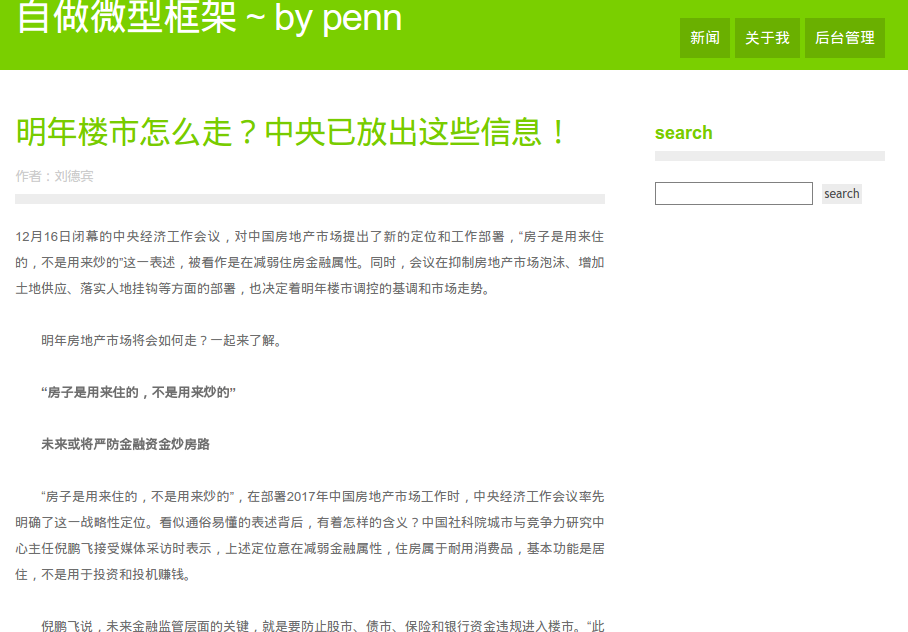 自做微型框架 ~ by penn
新闻 关于我 后台管理
明年楼市怎么走？中央已放出这些信息！
作者：刘德宾
12月16日闭幕的中央经济工作会议，对中国房地产市场提出了新的定位和工作部署，“房子是用来住
的，不是用来炒的”这一表述，被看作是在减弱住房金融属性。同时，会议在抑制房地产市场泡沫、增加
土地供应、落实人地挂钩等方面的部署，也决定着明年楼市调控的基调和市场走势。
明年房地产市场将会如何走？一起来了解。
“房子是用来住的，不是用来炒的”
未来或将严防金融资金炒房路
“房子是用来住的，不是用来炒的”，在部署2017年中国房地产市场工作时，中央经济工作会议率先
明确了这一战略性定位。看似通俗易懂的表述背后，有着怎样的含义？中国社科院城市与竞争力研究中
心主任倪鹏飞接受媒体采访时表示，上述定位意在减弱金融属性，住房属于耐用消费品，基本功能是居
住，不是用于投资和投机赚钱。
倪鹏飞说，未来金融监管层面的关键，就是要防止股市、债市、保险和银行资金违规进入楼市。“此
search
search